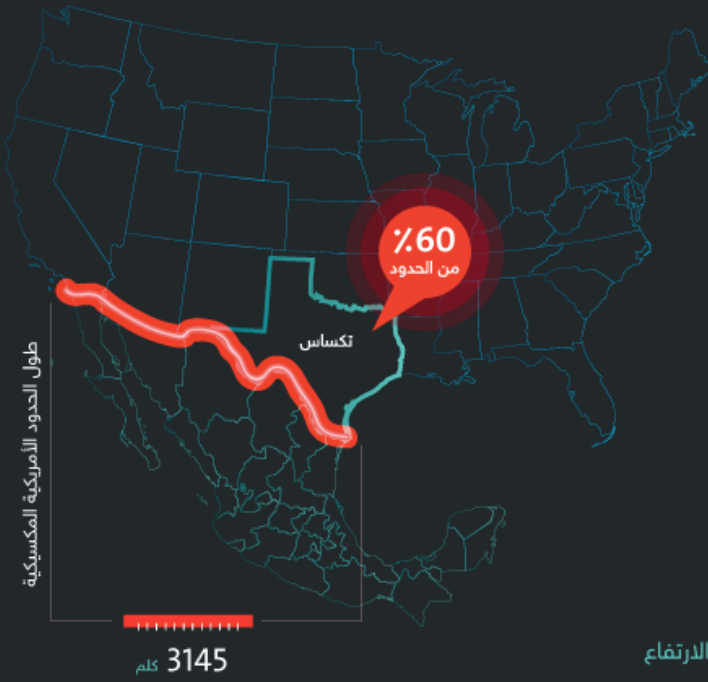 ٪60
من الحدود
تكساس
طول الحدود الأمريكية المكسيكية
3145 كلم
الارتفاع